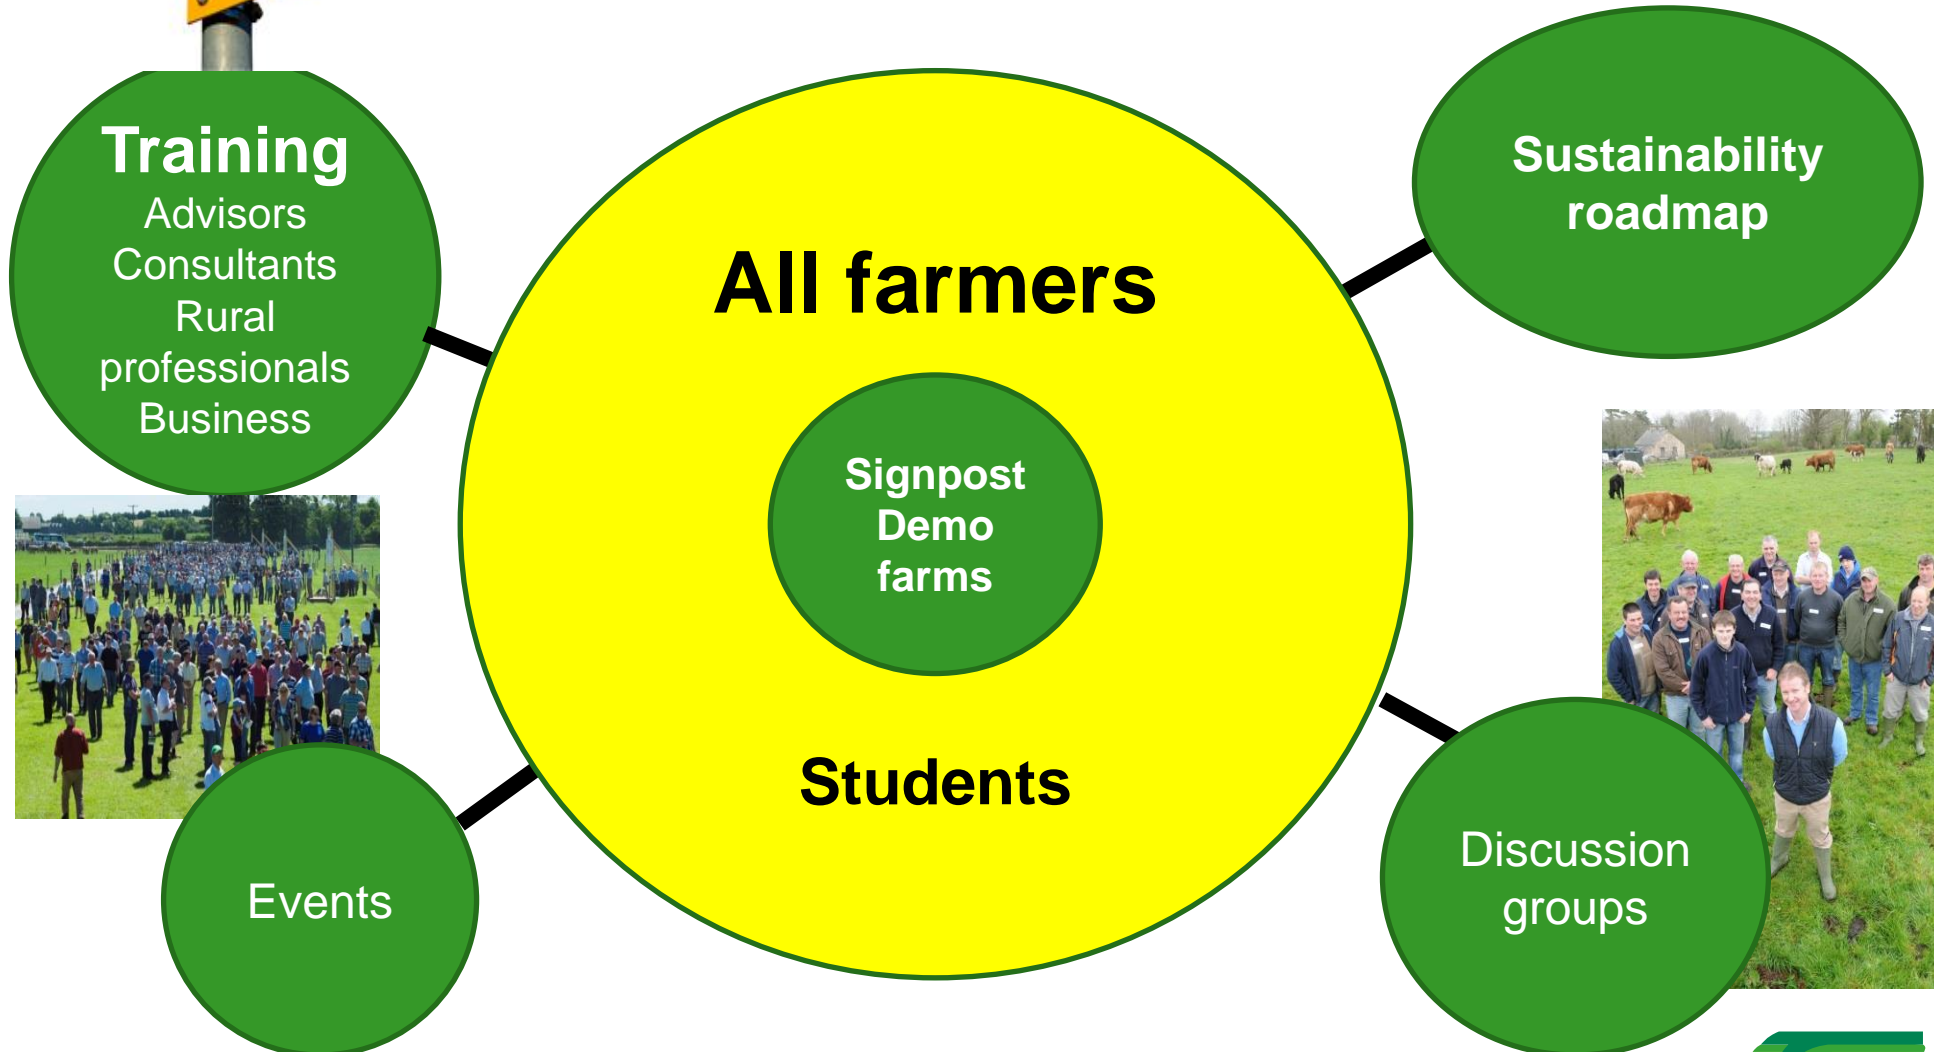 Training
Advisors
Consultants
Rural
professionals
Business
All farmers
Sustainability
roadmap
Signpost
Demo
farms
Students
Events
Discussion
groups